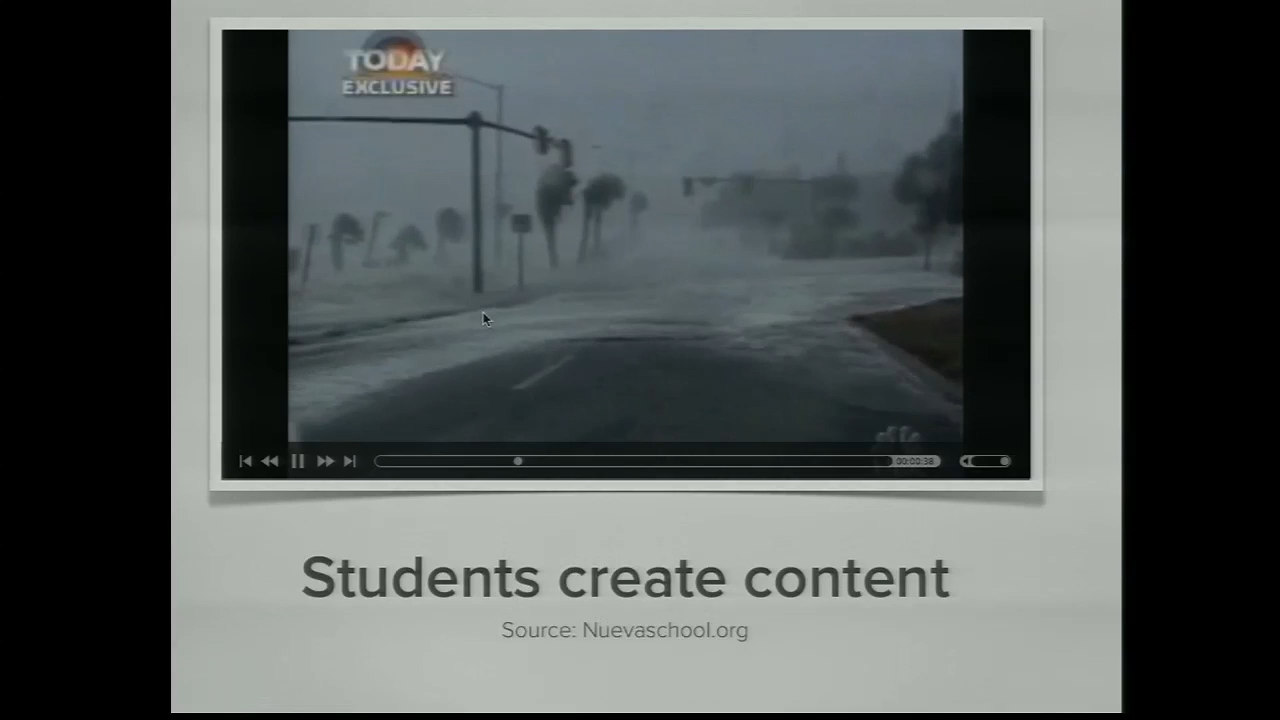 TODAY
EXCLUSIVE
00:00:38
Students create content
Source: Nuevaschool.org